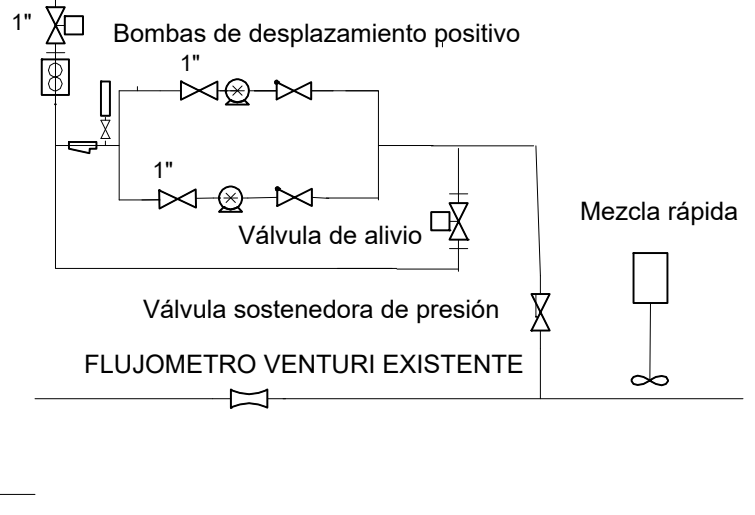 1"
Bombas de desplazamiento positivo
1"
1"
Válvula de alivio
Mezcla rápida
Válvula sostenedora de presión
FLUJOMETRO VENTURI EXISTENTE